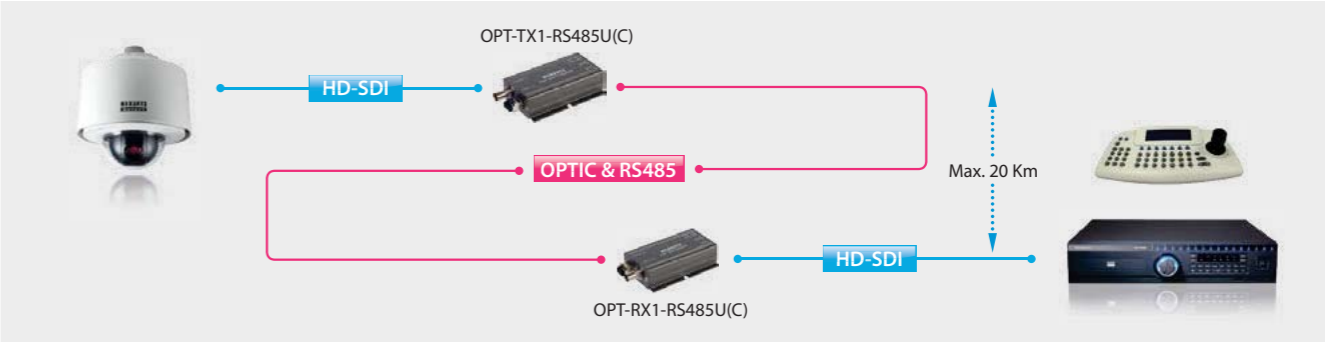 OPT-TX1-RS485U(C)
HD-SDI
OPTIC & RS485
Max. 20 Km
HD-SDI
OPT-RX1-RS485U(C)